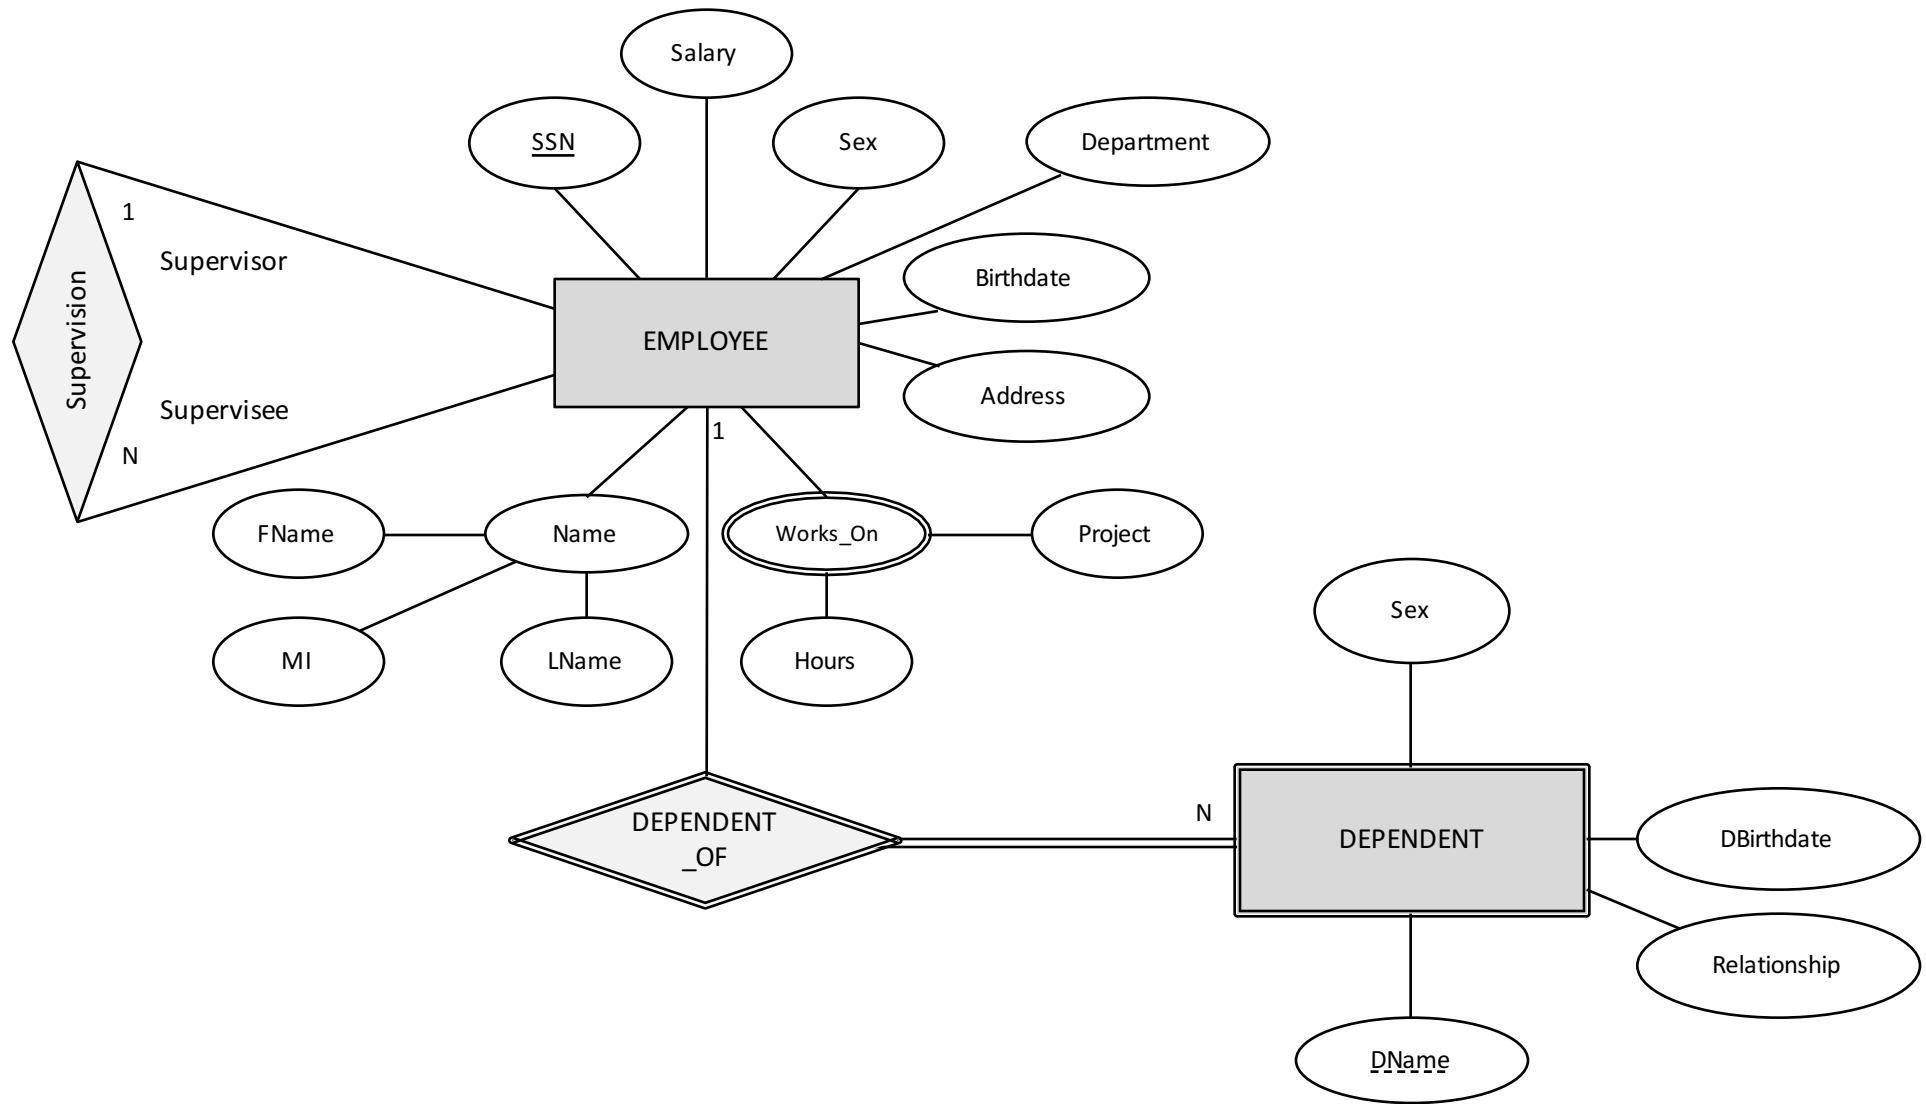 Salary
SSN
Sex
Department
1
Supervisor
Birthdate
Supervision
EMPLOYEE
Supervisee
Address
1
N
FName
Name
Works_On
Project
MI
LName
Hours
Sex
DEPENDENT
_OF
N
DEPENDENT
DBirthdate
Relationship
DName